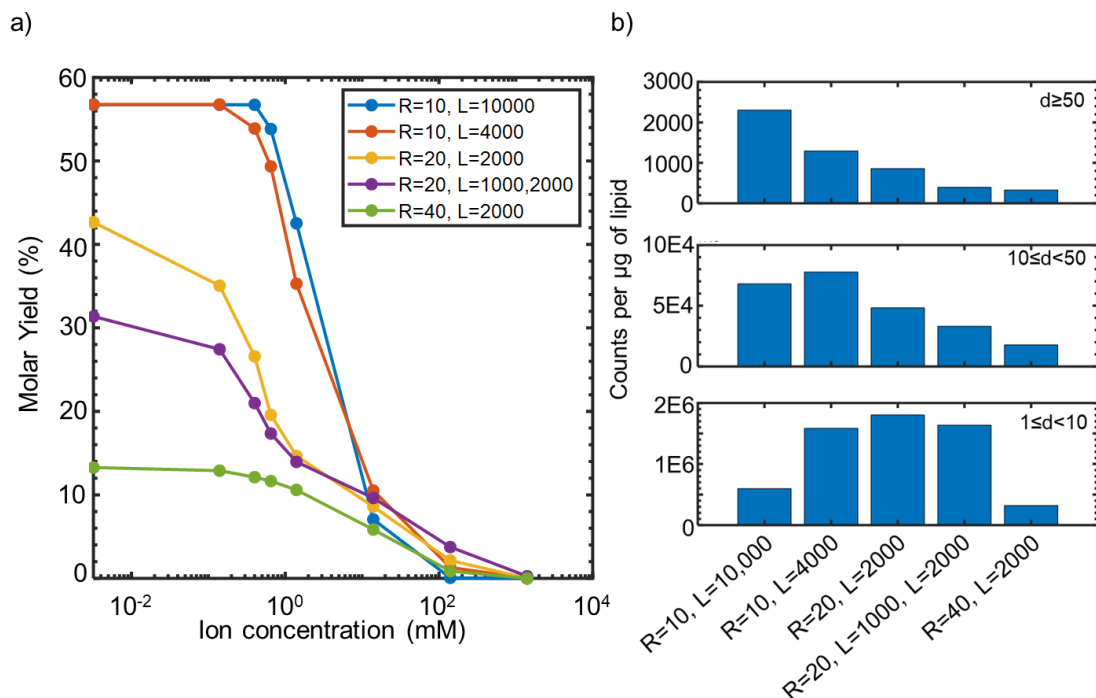 a)
60
50
40
30
20
10
0
Molar Yield (%)
10-2
100
102
104
Ion concentration (mM)
R=10, L=10000
R=10, L=4000
R=20, L=2000
R=20, L=1000,2000
R=40, L=2000
b)
Counts per µg of lipid
3000
2000
1000
0
d≥50
10E4
5E4
0
10≤d<50
2E6
1E6
0
1≤d<10
R=10, L=10,000
R=10, L=4000
R=20, L=2000
R=20, L=1000, L=2000
R=40, L=2000